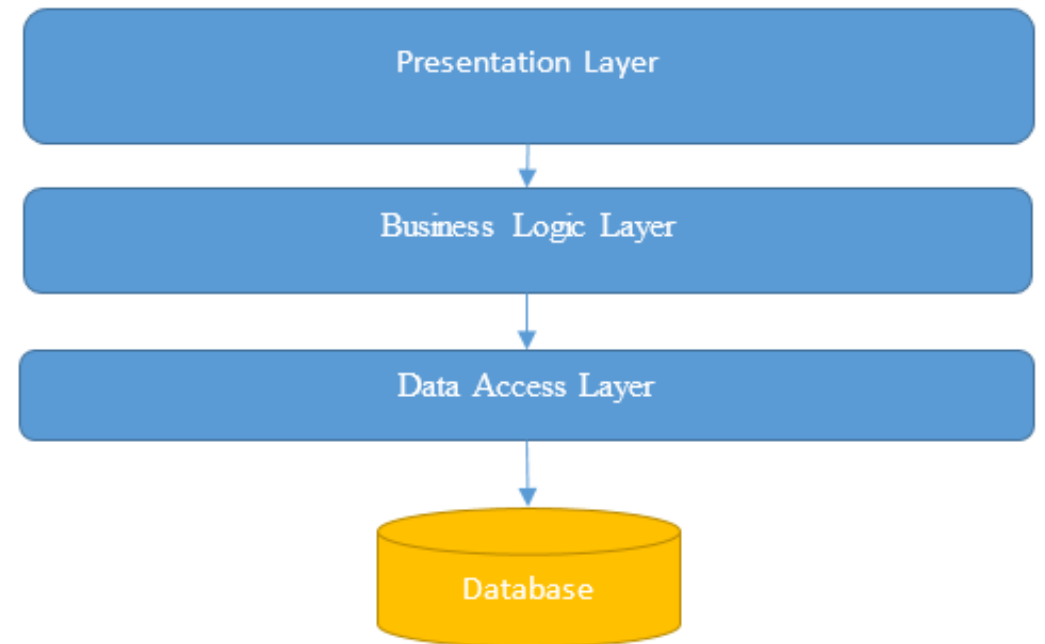 Presentation Layer
Business Logic Layer
Data Access Layer
Database